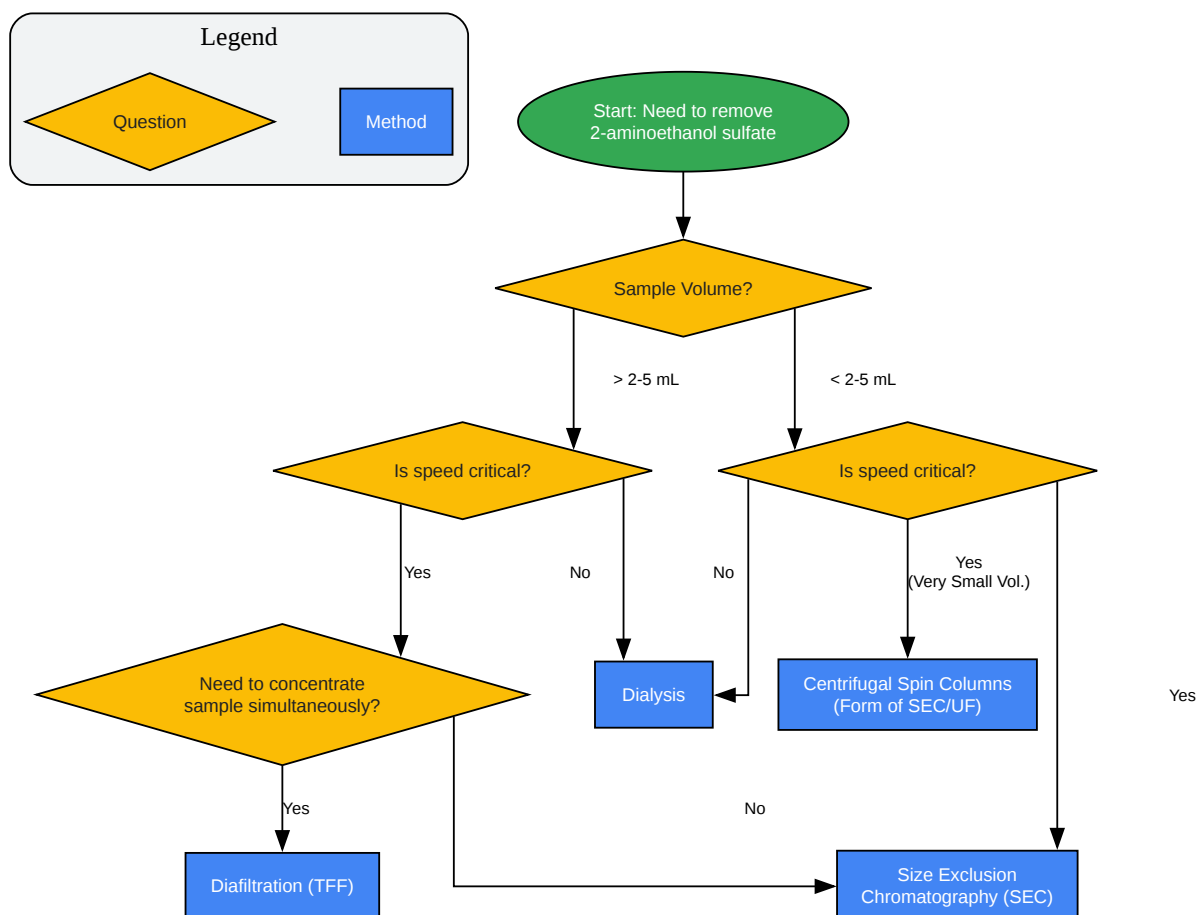 Legend
Question
Method
Start: Need to remove
2-aminoethanol sulfate
Sample Volume?
> 2-5 mL
< 2-5 mL
Is speed critical?
Is speed critical?
Yes
No
No
Yes
(Very Small Vol.)
Need to concentrate
sample simultaneously?
Dialysis
Centrifugal Spin Columns
(Form of SEC/UF)
Yes
Yes
No
Diafiltration (TFF)
Size Exclusion
Chromatography (SEC)